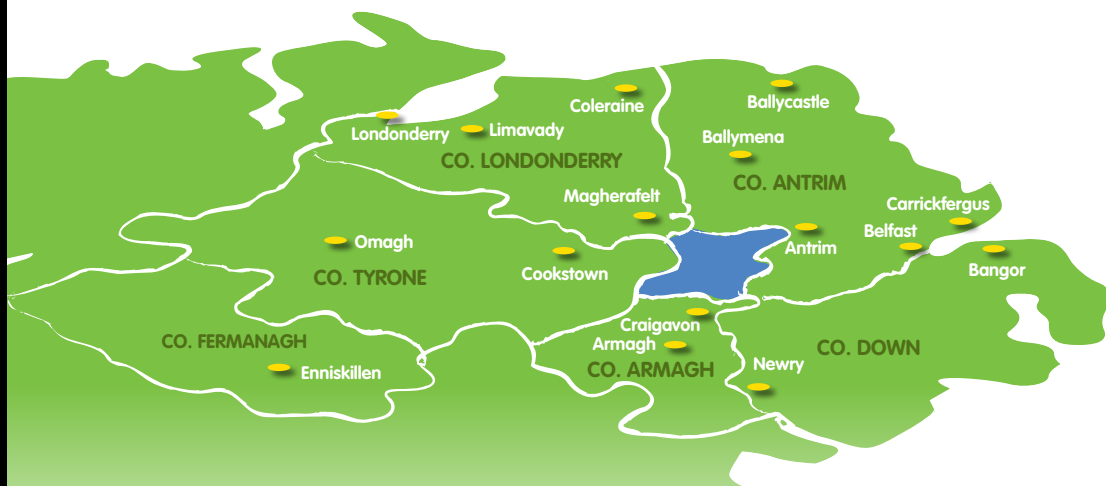 Ballycastle
Coleraine
Londonderry
Limavady
Ballymena
CO. LONDONDERRY
CO. ANTRIM
Magherafelt
Carrickfergus
Belfast
Omagh
Antrim
Cookstown
Bangor
CO. TYRONE
Craigavon
CO. FERMANAGH
Armagh
CO. DOWN
Newry
CO. ARMAGH
Enniskillen